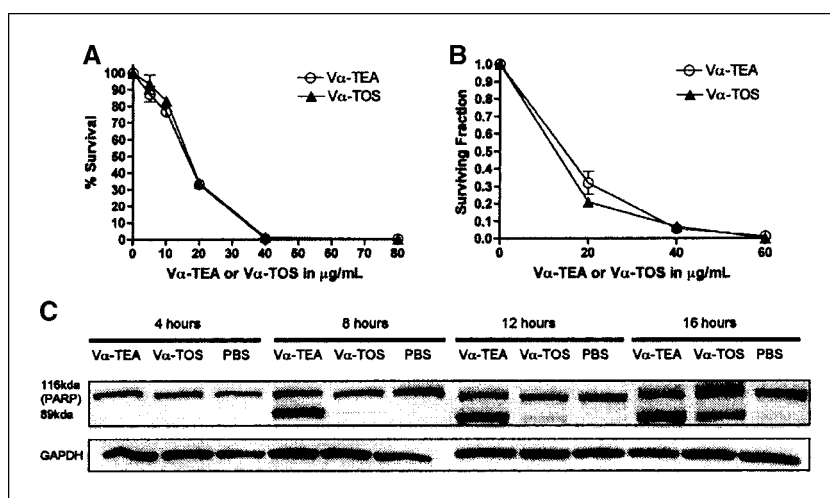 A
100
90
80
70
60
50
40
30
20
10
0
% Survival
Vα-TEA
Vα-TOS
0 10 20 30 40 50 60 70 80
Vα-TEA or Vα-TOS in µg/mL
B
1.0
0.9
0.8
0.7
0.6
0.5
0.4
0.3
0.2
0.1
0.0
Surviving Fraction
Vα-TEA
Vα-TOS
0 20 40 60
Vα-TEA or Vα-TOS in µg/mL
C
4 hours 8 hours 12 hours 16 hours
Vα-TEA Vα-TOS PBS Vα-TEA Vα-TOS PBS Vα-TEA Vα-TOS PBS Vα-TEA Vα-TOS PBS
116kda
(PARP)
89kda
GAPDH